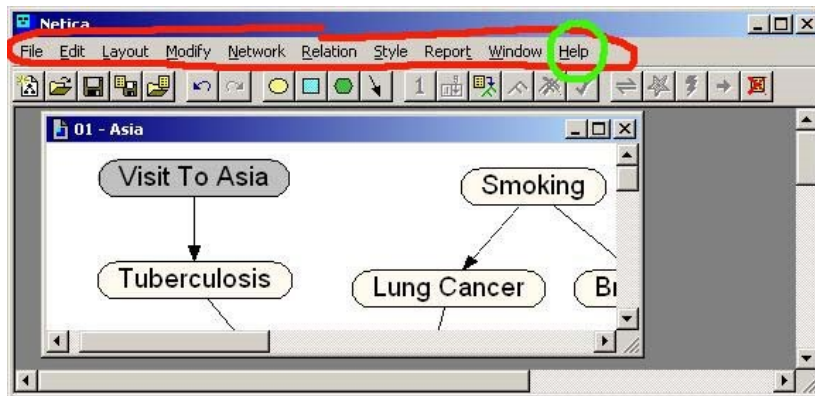 Netica
File Edit Layout Modify Network Relation Style Report Window Help
1
01 - Asia
Visit To Asia
Smoking
Tuberculosis
Lung Cancer
Br